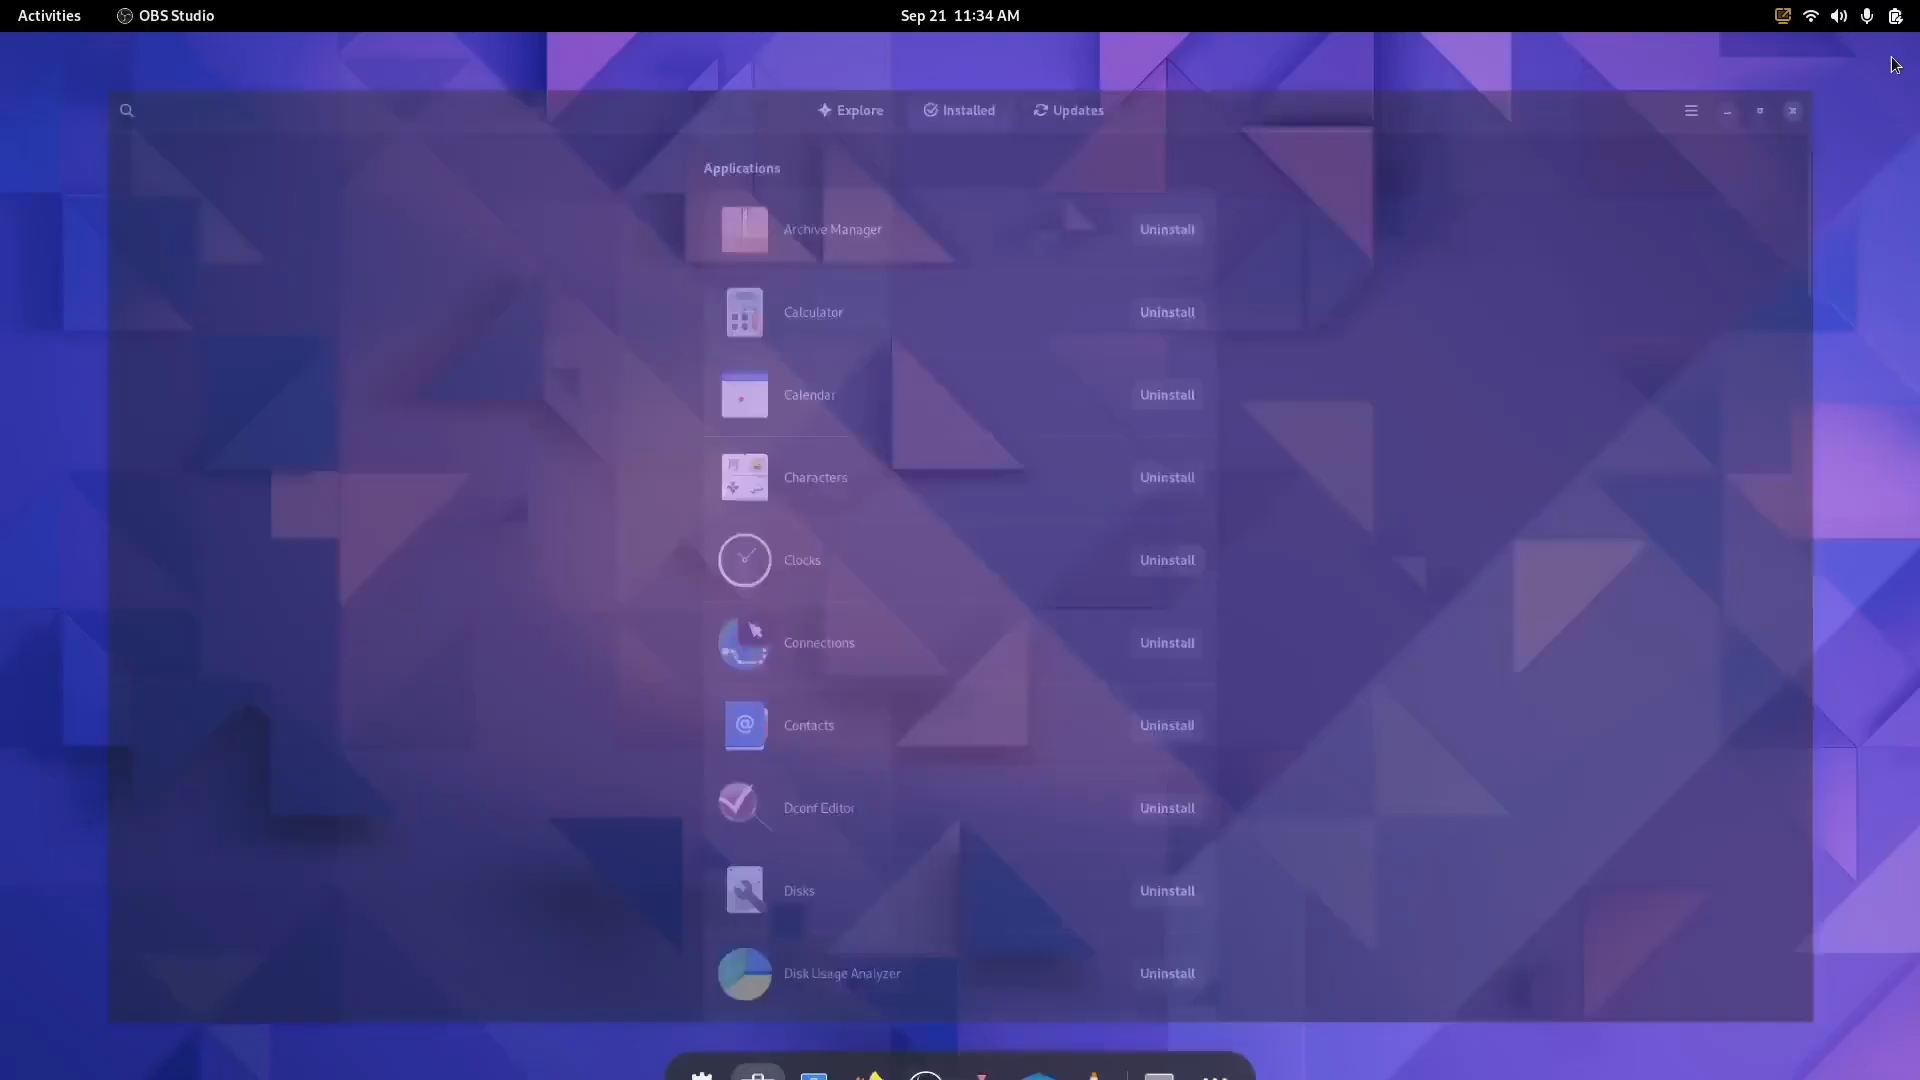 Activities OBS Studio Sep 21 11:34 AM
Explore Installed Updates
Applications
Archive Manager Uninstall
Calculator Uninstall
Calendar Uninstall
Characters Uninstall
Clocks Uninstall
Connections Uninstall
Contacts Uninstall
Dconf Editor Uninstall
Disks Uninstall
Disk Usage Analyzer Uninstall